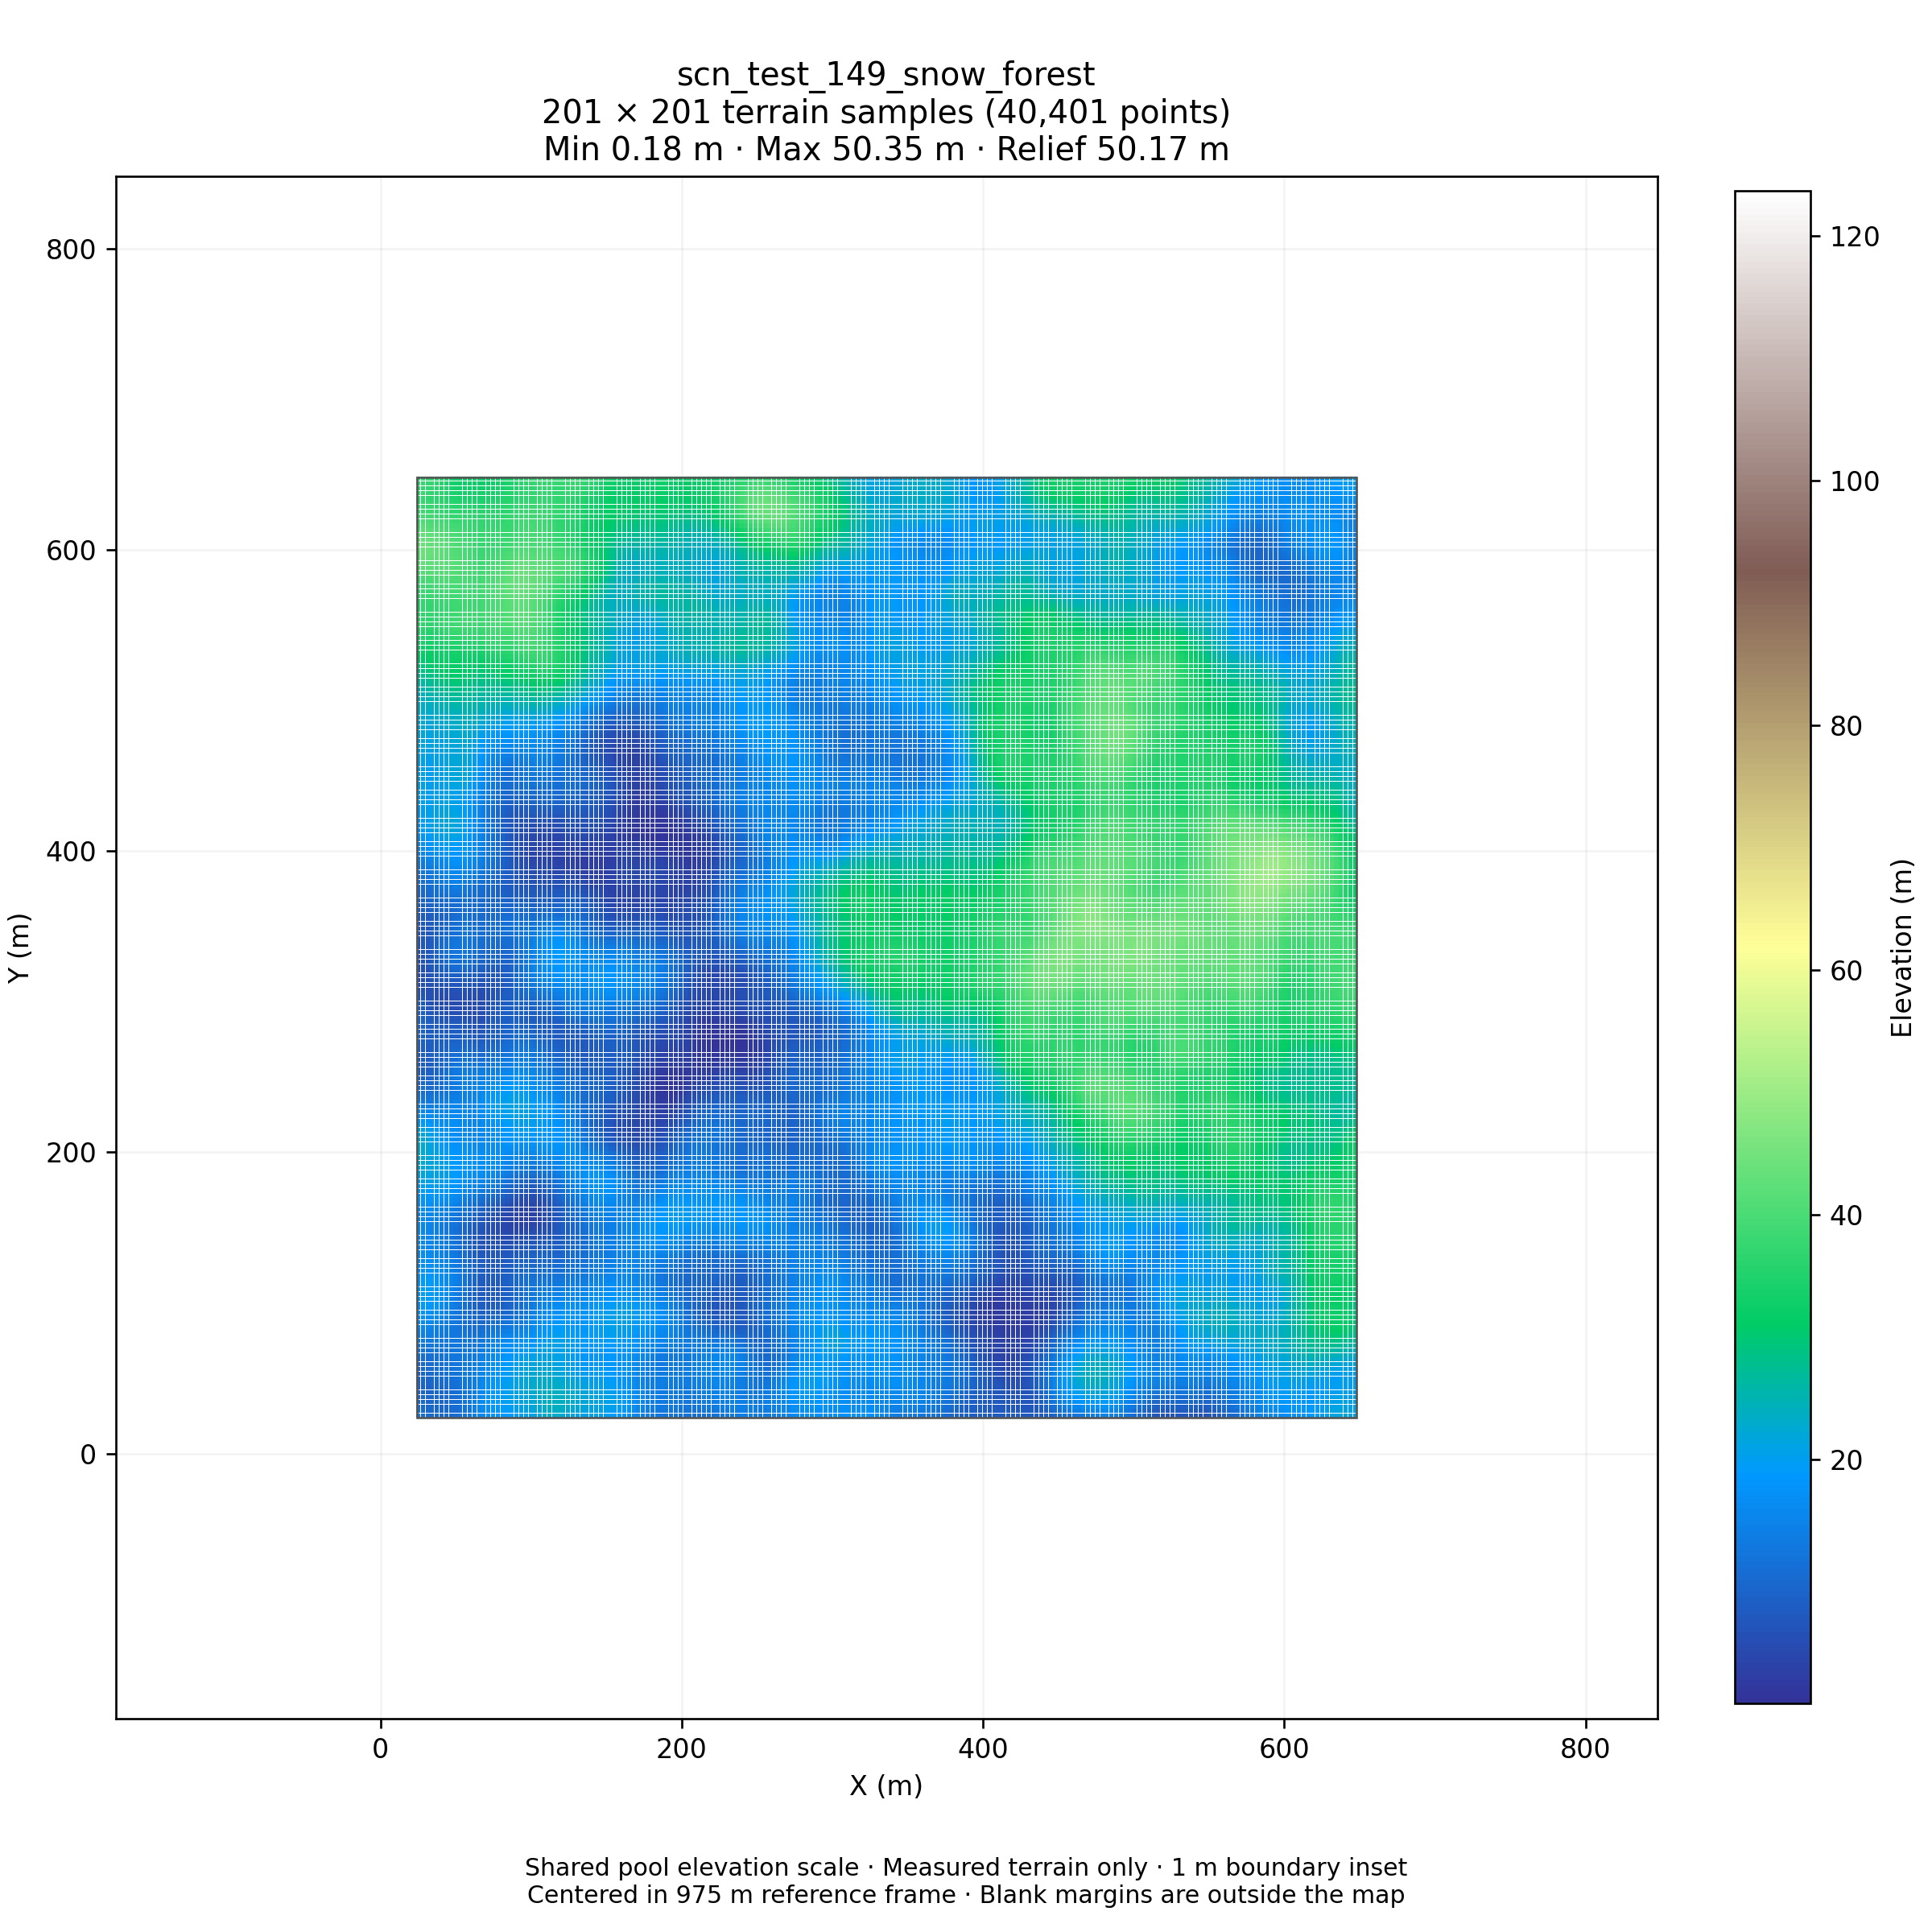 scn_test_149_snow_forest
201 × 201 terrain samples (40,401 points)
Min 0.18 m · Max 50.35 m · Relief 50.17 m
800
600
400
200
0
Y (m)
0
200
400
600
800
X (m)
120
100
80
60
40
20
Elevation (m)
Shared pool elevation scale · Measured terrain only · 1 m boundary inset
Centered in 975 m reference frame · Blank margins are outside the map